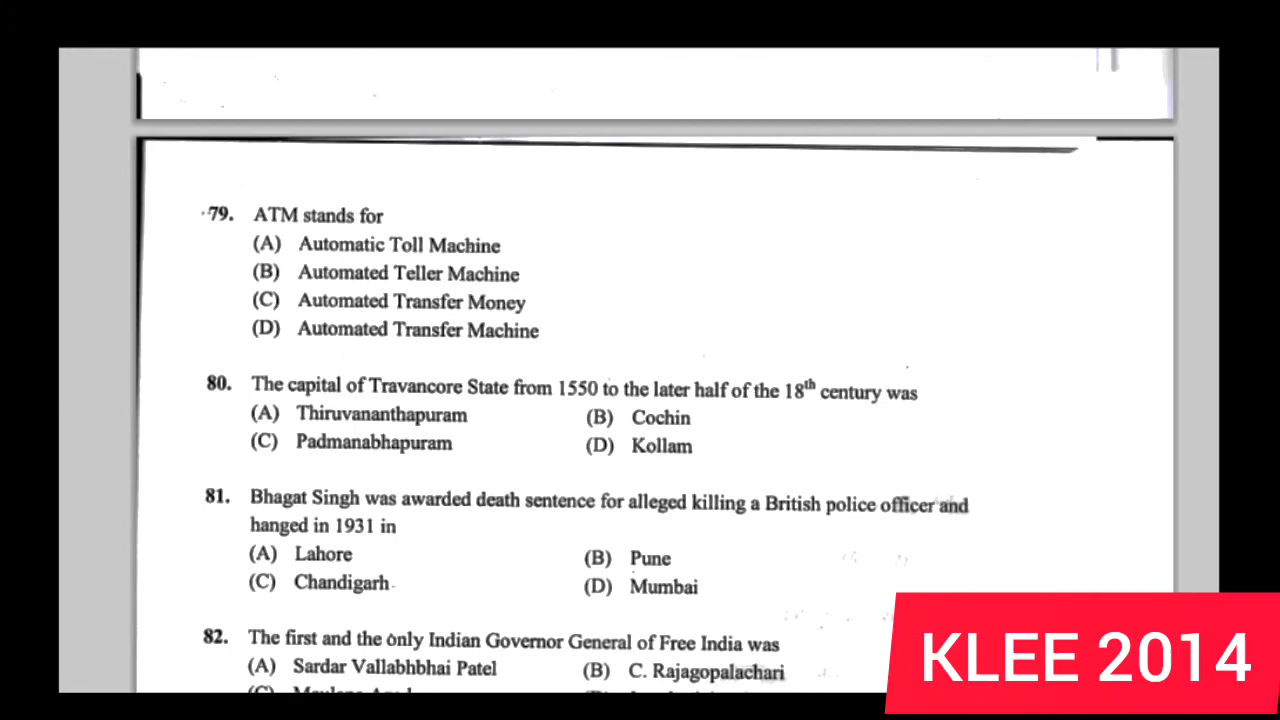 79. ATM stands for
(A) Automatic Toll Machine
(B) Automated Teller Machine
(C) Automated Transfer Money
(D) Automated Transfer Machine
80. The capital of Travancore State from 1550 to the later half of the 18th century was
(A) Thiruvananthapuram (B) Cochin
(C) Padmanabhapuram (D) Kollam
81. Bhagat Singh was awarded death sentence for alleged killing a British police officer and
hanged in 1931 in
(A) Lahore (B) Pune
(C) Chandigarh (D) Mumbai
82. The first and the only Indian Governor General of Free India was
(A) Sardar Vallabhbhai Patel (B) C. Rajagopalachari
KLEE 2014